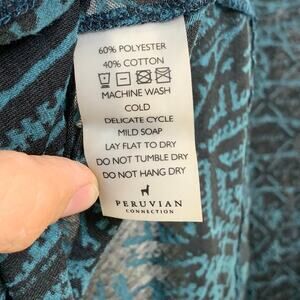 60% POLYESTER
40% COTTON
MACHINE WASH
COLD
DELICATE CYCLE
MILD SOAP
LAY FLAT TO DRY
DO NOT TUMBLE DRY
DO NOT HANG DRY
PERUVIAN
CONNECTION